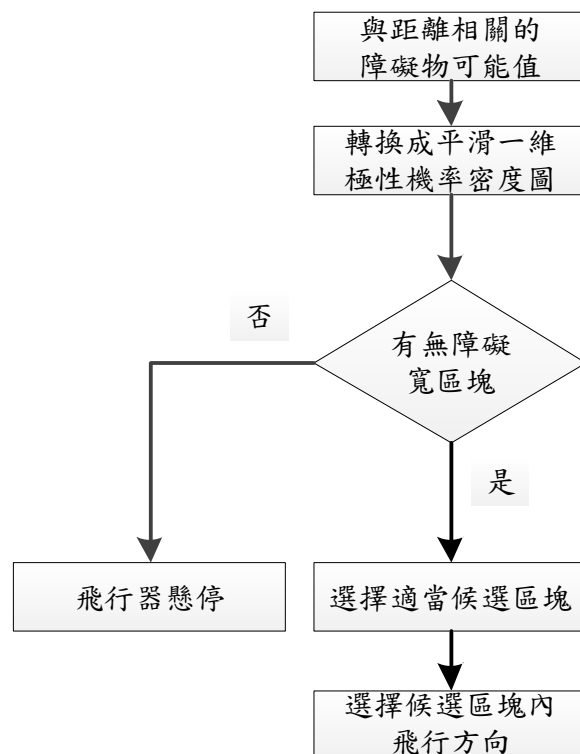 與距離相關的
障礙物可能值
轉換成平滑一維
極性機率密度圖
有無障礙
寬區塊
否
是
飛行器懸停
選擇適當候選區塊
選擇候選區塊內
飛行方向